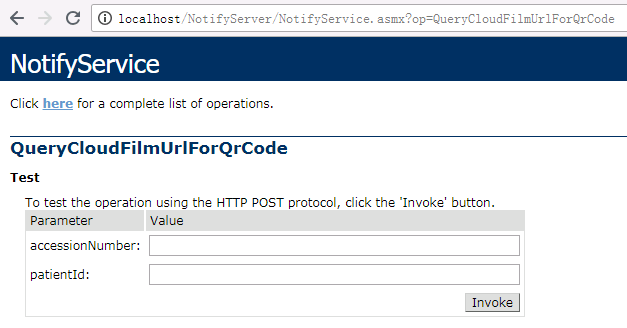 localhost/NotifyServer/NotifyService.asmx?op=QueryCloudFilmUrlForQrCode
NotifyService
Click here for a complete list of operations.
QueryCloudFilmUrlForQrCode
Test
To test the operation using the HTTP POST protocol, click the 'Invoke' button.
Parameter Value
accessionNumber:
patientId:
Invoke